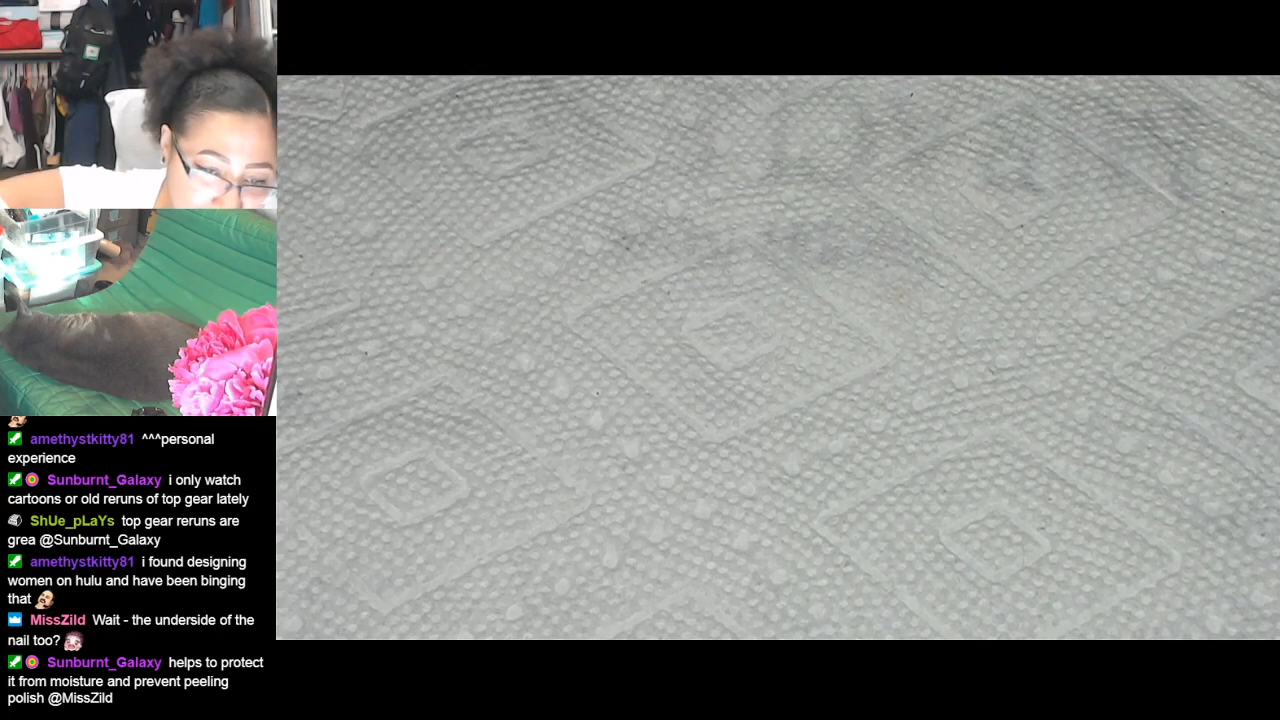 amethystkitty81 ^^^personal
experience
Sunburnt_Galaxy i only watch
cartoons or old reruns of top gear lately
ShUe_pLaYs top gear reruns are
grea @Sunburnt_Galaxy
amethystkitty81 i found designing
women on hulu and have been binging
that
MissZild Wait - the underside of the
nail too?
Sunburnt_Galaxy helps to protect
it from moisture and prevent peeling
polish @MissZild